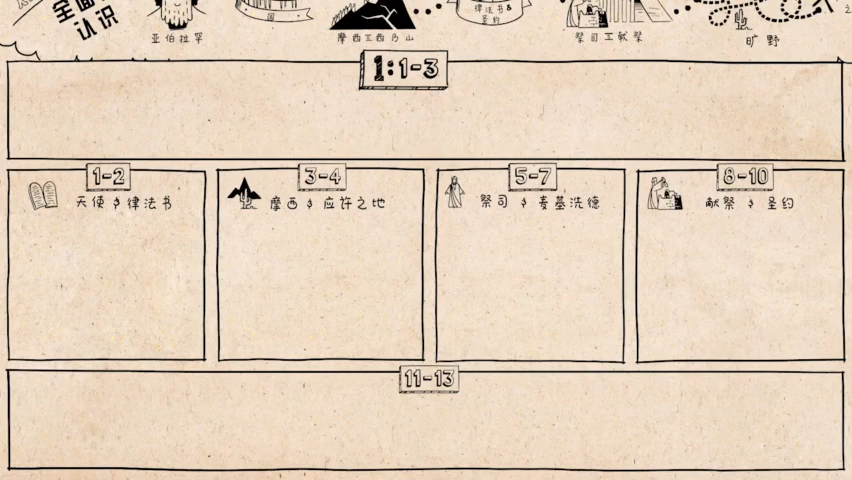 全面
认识
亚伯拉罕
国
摩西与西乃山
律法书&
圣约
祭司与献祭
旷野
1:1-3
1-2
天使&律法书
3-4
摩西&应许之地
5-7
祭司&麦基洗德
8-10
献祭&圣约
11-13